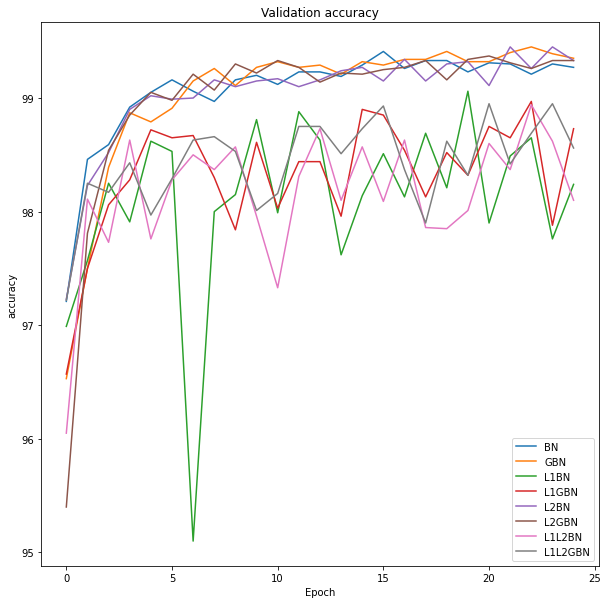 Validation accuracy
99
98
97
96
95
accuracy
0
5
10
15
20
25
Epoch
BN
GBN
L1BN
L1GBN
L2BN
L2GBN
L1L2BN
L1L2GBN